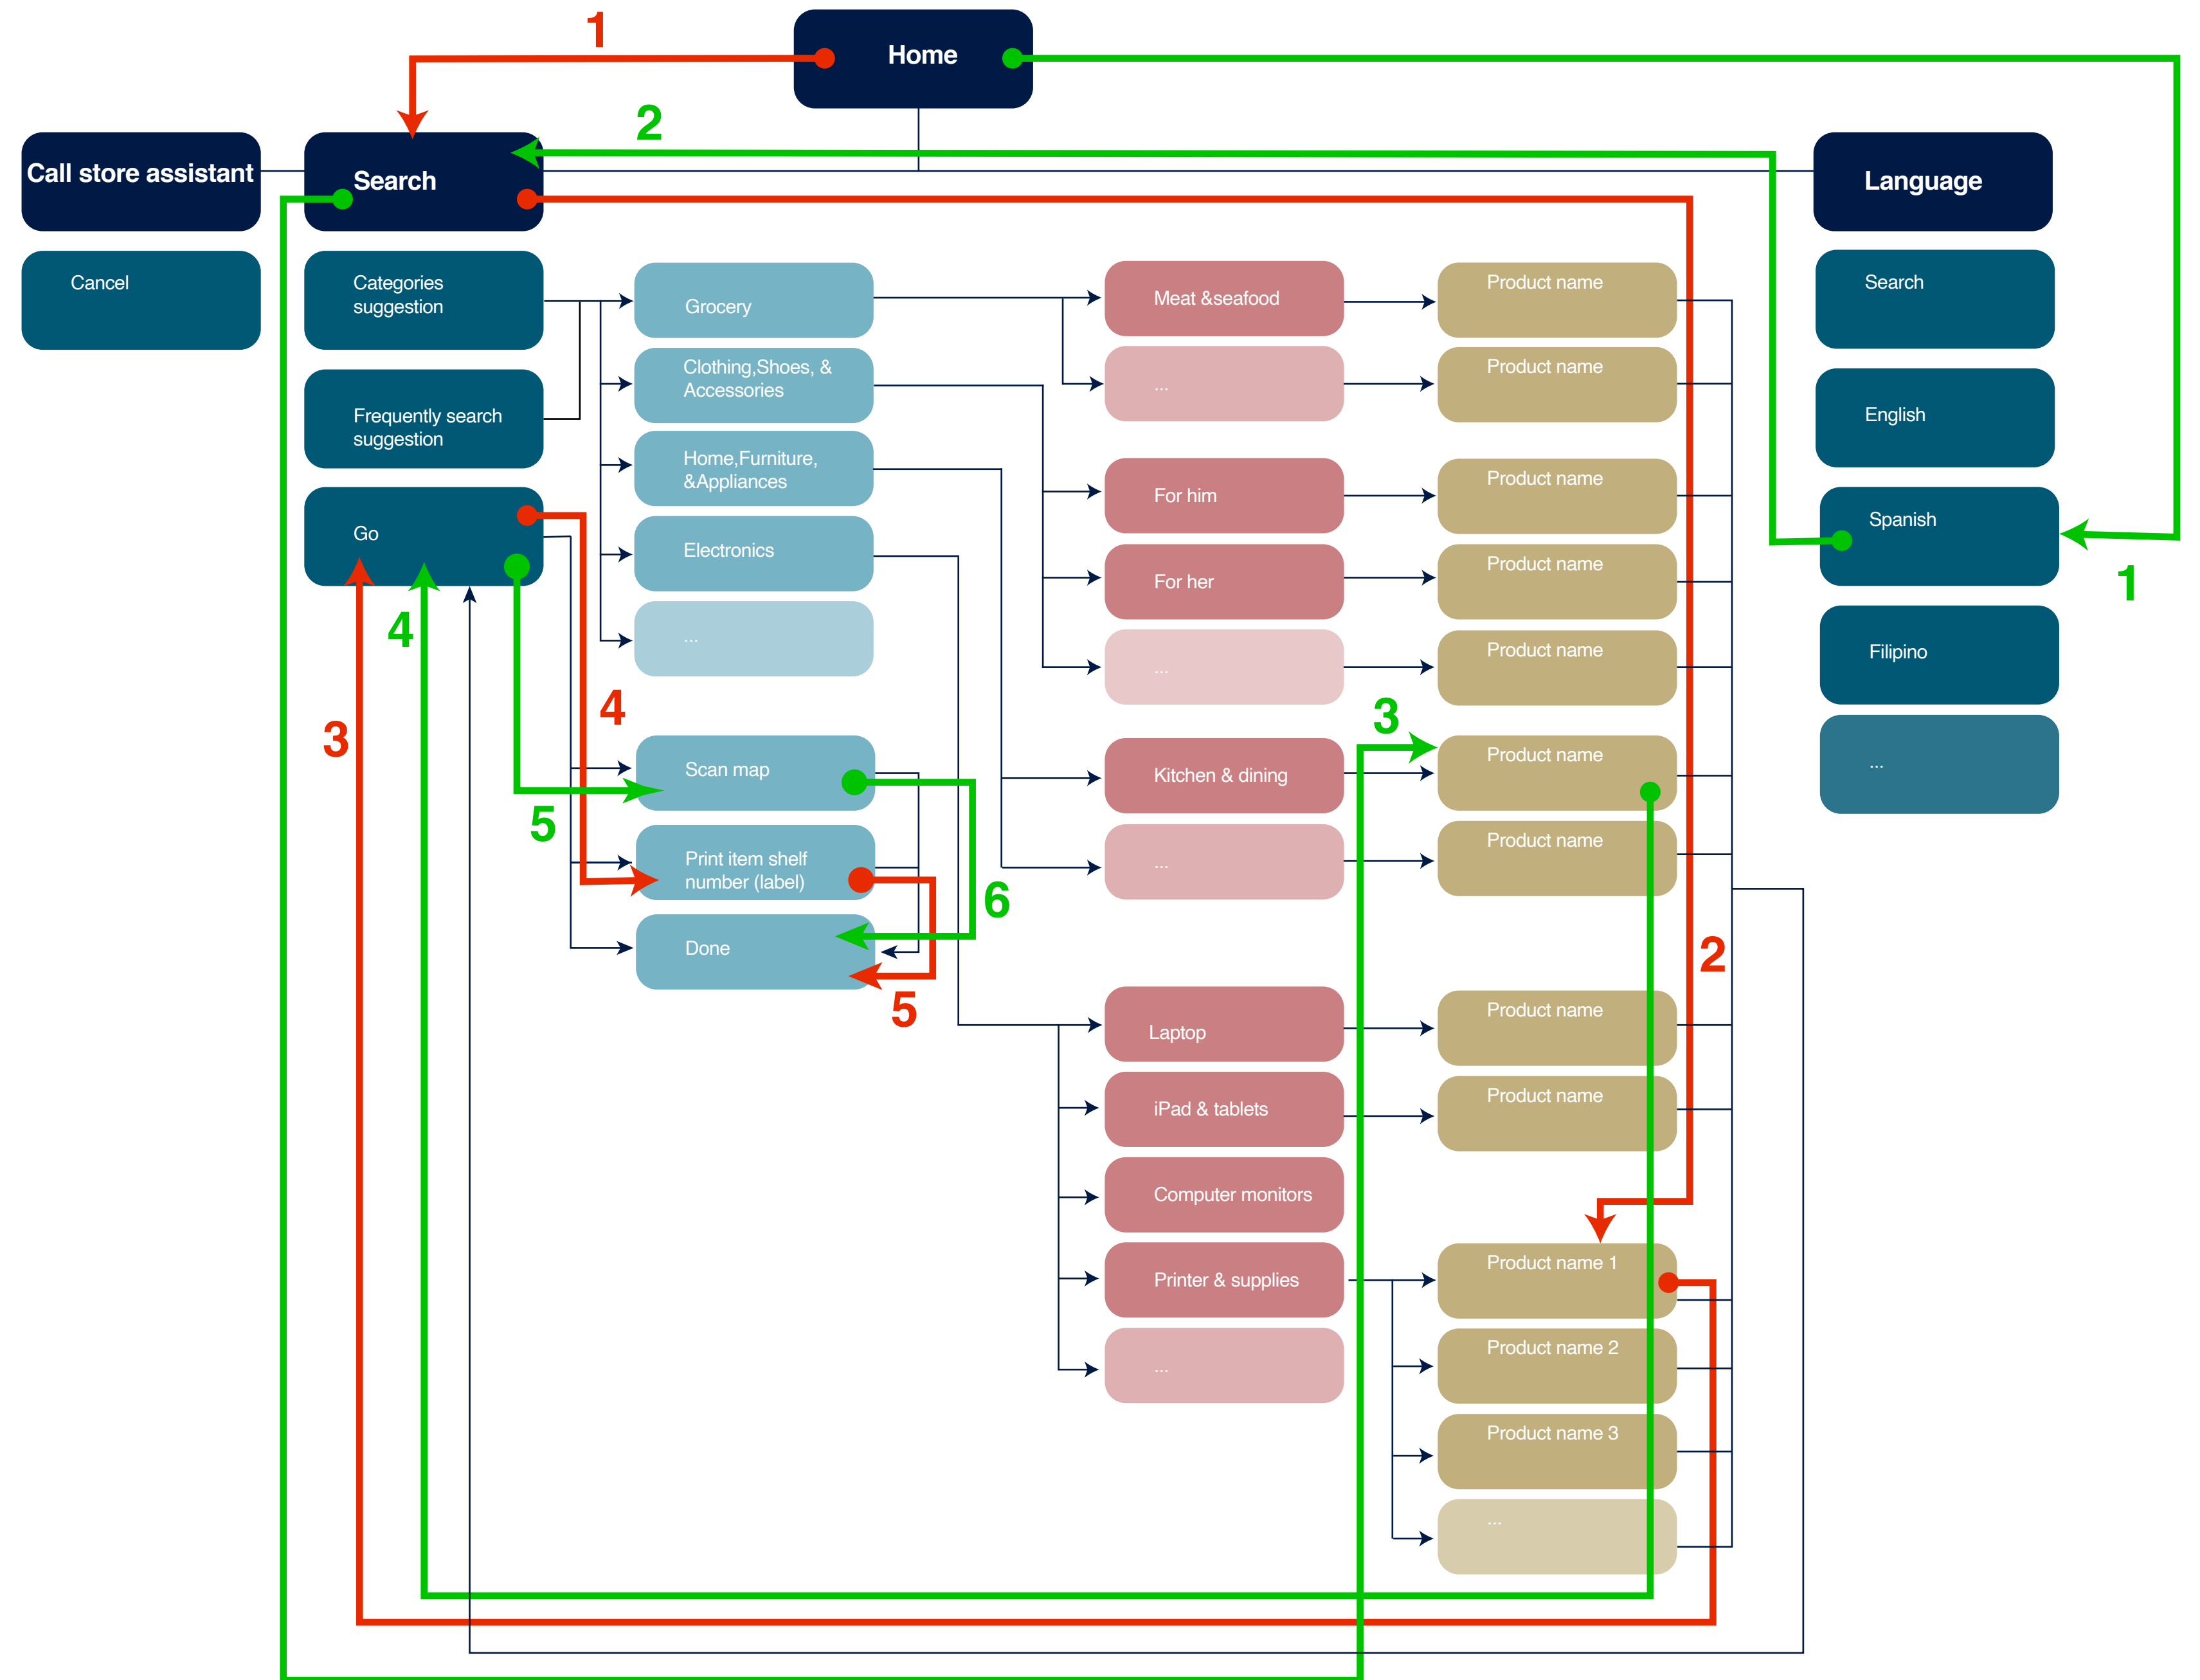 1
Home
2
Call store assistant
Search
Language
Cancel
Categories
suggestion
Frequently search
suggestion
Go
Grocery
Clothing,Shoes, &
Accessories
Home,Furniture,
&Appliances
Electronics
...
Meat &seafood
...
For him
For her
...
Product name
Product name
Product name
Product name
Product name
Search
English
Spanish
1
Filipino
...
4
3
4
5
Scan map
Print item shelf
number (label)
Done
6
5
3
Kitchen & dining
...
Product name
Product name
2
Laptop
iPad & tablets
Computer monitors
Printer & supplies
...
Product name
Product name
Product name 1
Product name 2
Product name 3
...